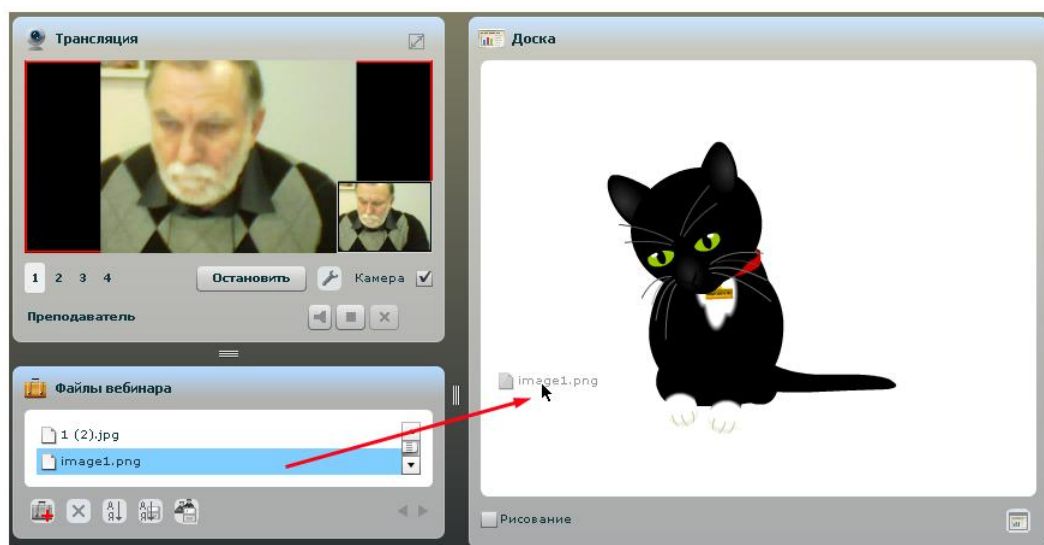 Трансляция
1 2 3 4
Остановить
Камера
Преподаватель
Файлы вебинара
1 (2).jpg
image1.png
Доска
image1.png
Рисование